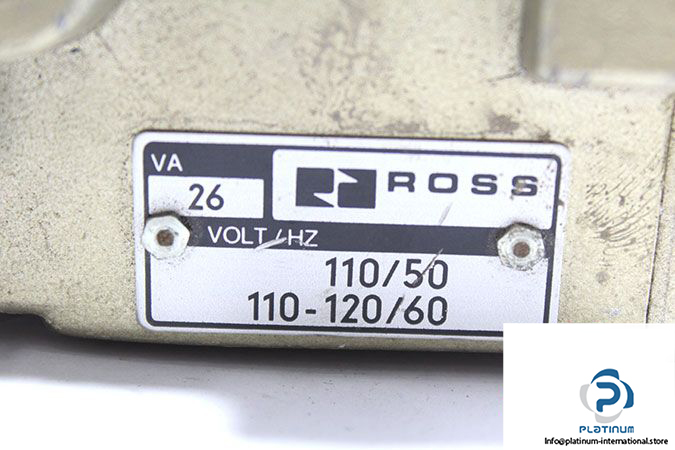 VA
26
ROSS
VOLT/HZ
110/50
110-120/60
PLATINUM
Info@platinum-international.store